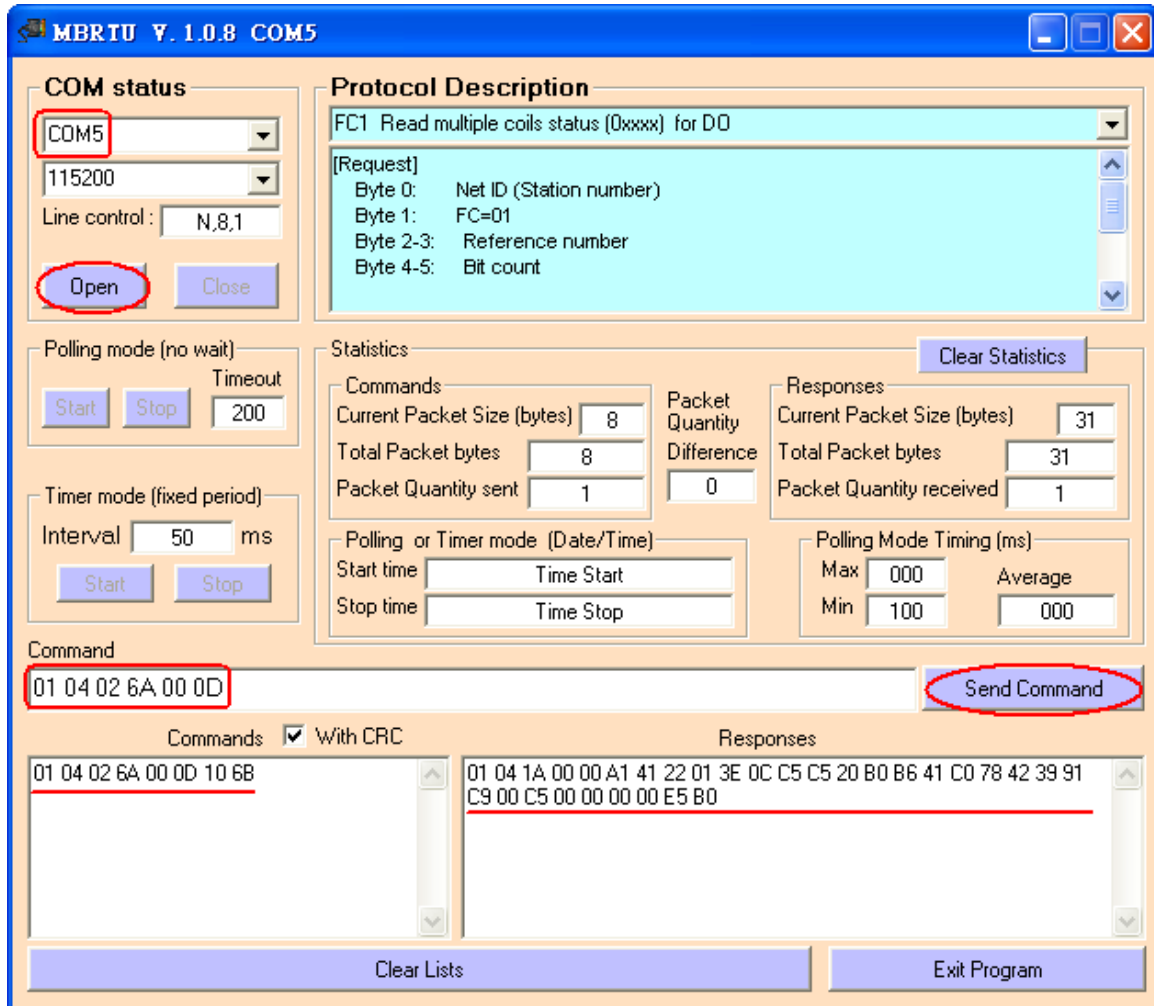 MBRTU V. 1.0.8 COM5
COM status
COM5
115200
Line control : N,8,1
Open Close
Protocol Description
FC1 Read multiple coils status (0xxxx) for DO
[Request]
Byte 0: Net ID (Station number)
Byte 1: FC=01
Byte 2-3: Reference number
Byte 4-5: Bit count
Polling mode (no wait)
Timeout
Start Stop 200
Timer mode (fixed period)
Interval 50 ms
Start Stop
Statistics
Clear Statistics
Commands
Current Packet Size (bytes) 8
Total Packet bytes 8
Packet Quantity sent 1
Packet
Quantity
Difference
0
Responses
Current Packet Size (bytes) 31
Total Packet bytes 31
Packet Quantity received 1
Polling or Timer mode (Date/Time)
Start time Time Start
Stop time Time Stop
Polling Mode Timing (ms)
Max 000 Average
Min 100 000
Command
01 04 02 6A 00 0D Send Command
Commands With CRC Responses
01 04 02 6A 00 0D 10 6B
01 04 1A 00 00 A1 41 22 01 3E 0C C5 C5 20 B0 B6 41 C0 78 42 39 91
C9 00 C5 00 00 00 00 E5 B0
Clear Lists Exit Program